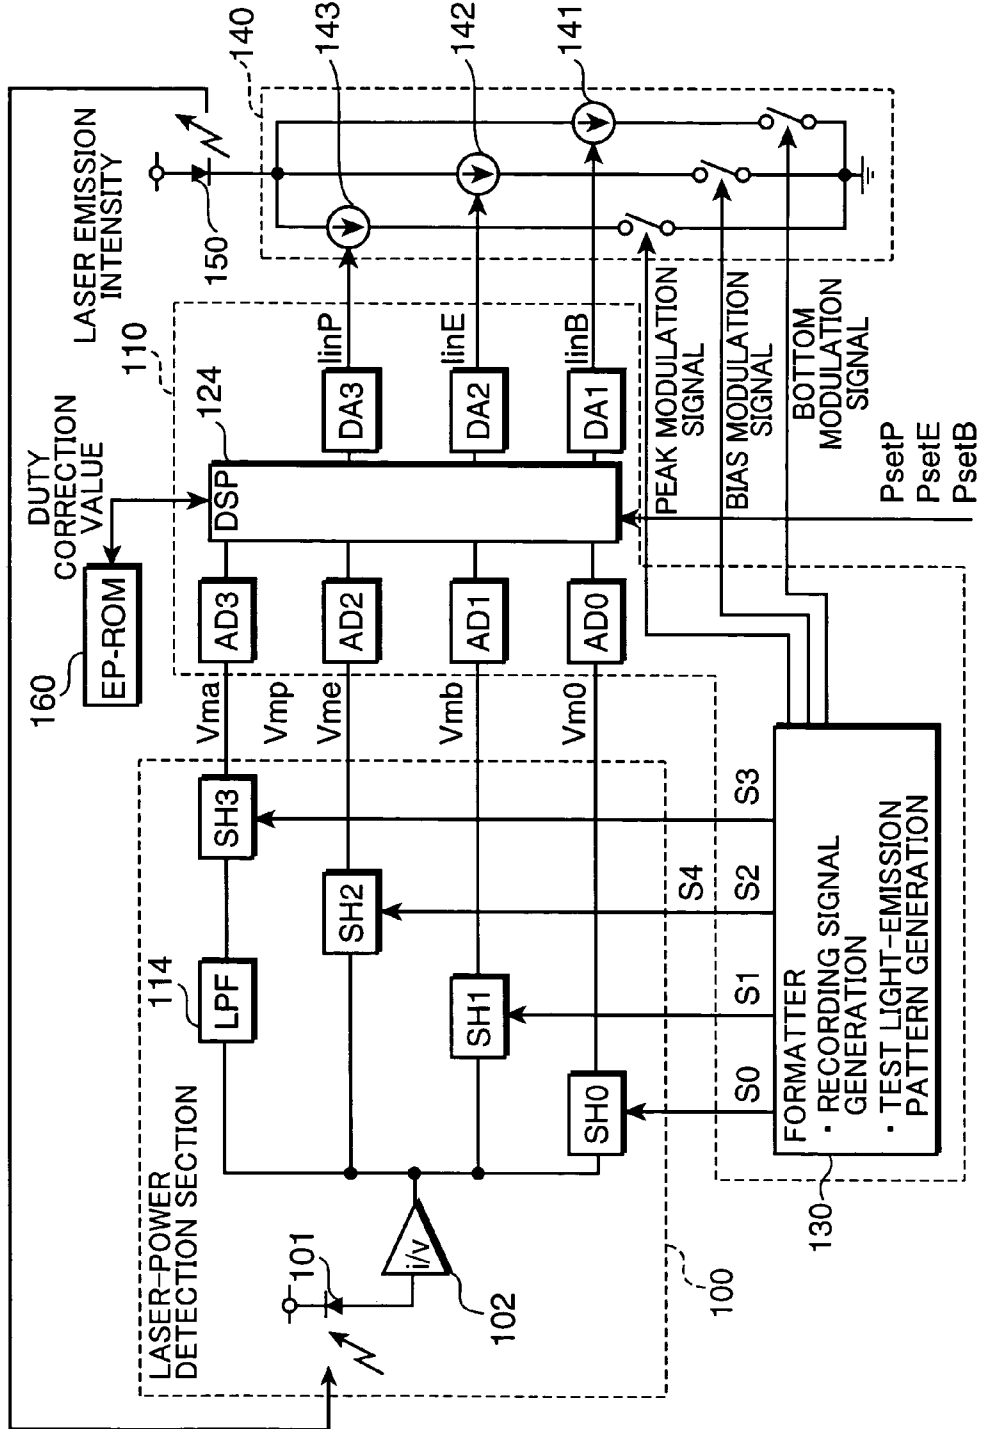 LASER-POWER
DETECTION SECTION
101
i/v
102
100
114
LPF
SH3
SH2
SH1
SH0
Vma
Vmp
Vme
Vmb
Vm0
160
EP-ROM
DUTY
CORRECTION
VALUE
AD3
AD2
AD1
AD0
DSP
124
110
DA3
DA2
DA1
IinP
IinE
IinB
LASER EMISSION
INTENSITY
150
140
143
142
141
PEAK MODULATION
SIGNAL
BIAS MODULATION
SIGNAL
BOTTOM
MODULATION
SIGNAL
PsetP
PsetE
PsetB
S0
S1
S4
S2
S3
FORMATTER
· RECORDING SIGNAL
GENERATION
· TEST LIGHT-EMISSION
PATTERN GENERATION
130